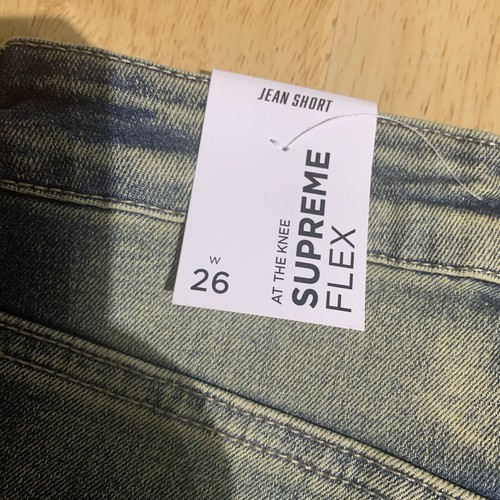 JEAN SHORT
W
26
AT THE KNEE
SUPREME
FLEX